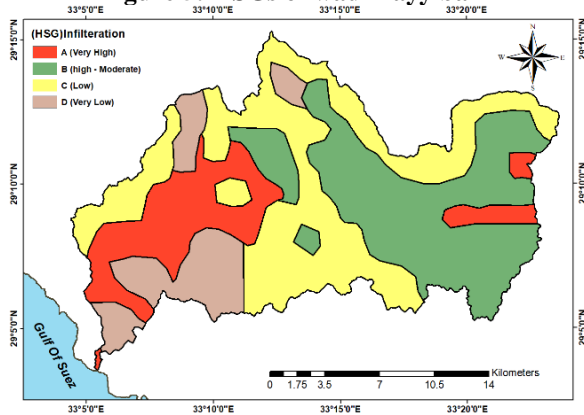 33°5'0"E 33°10'0"E 33°15'0"E 33°20'0"E
(HSG)Infilteration
A (Very High)
B (high - Moderate)
C (Low)
D (Very Low)
N
W E
S
29°15'0"N
29°10'0"N
29°5'0"N
Gulf Of Suez
Kilometers
0 1.75 3.5 7 10.5 14
33°5'0"E 33°10'0"E 33°15'0"E 33°20'0"E